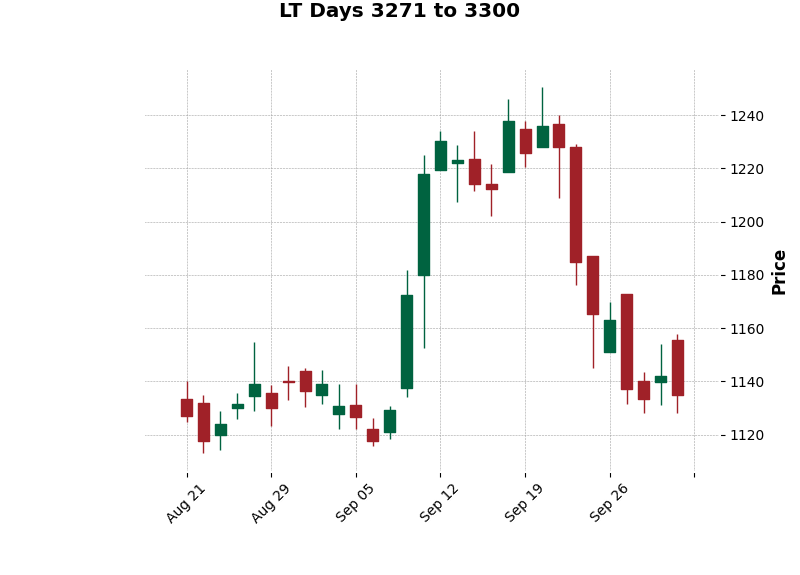 LT Days 3271 to 3300
1240
1220
1200
1180
1160
1140
1120
Price
Aug 21
Aug 29
Sep 05
Sep 12
Sep 19
Sep 26